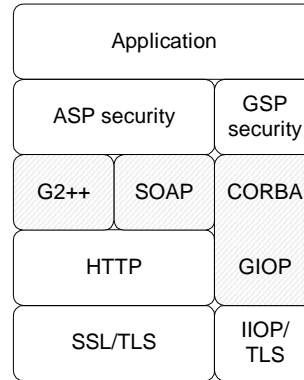 Application
ASP security
GSP
security
G2++
SOAP
CORBA
HTTP
GIOP
SSL/TLS
IIOP/
TLS